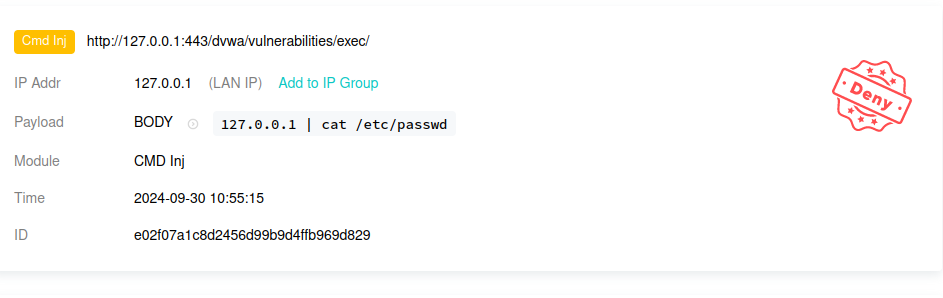 Cmd Inj http://127.0.0.1:443/dvwa/vulnerabilities/exec/
IP Addr 127.0.0.1 (LAN IP) Add to IP Group
Deny
Payload BODY 127.0.0.1 | cat /etc/passwd
Module CMD Inj
Time 2024-09-30 10:55:15
ID e02f07a1c8d2456d99b9d4ffb969d829